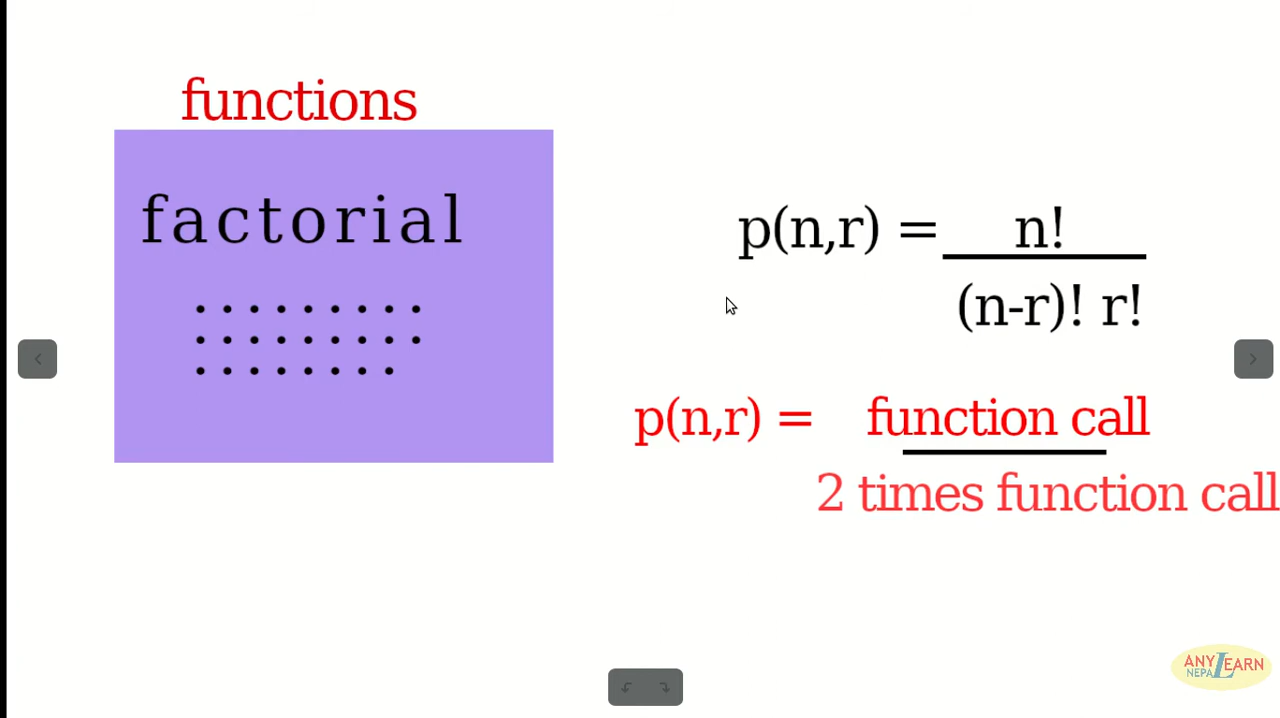 functions
factorial
p(n,r) = n!
(n-r)! r!
p(n,r) = function call
2 times function call
ANY LEARN
NEPAL